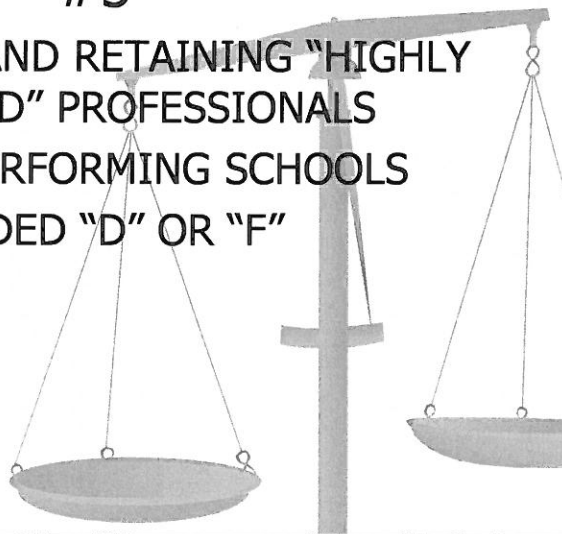 AND RETAINING "HIGHLY
D" PROFESSIONALS
RFORMING SCHOOLS
DED "D" OR "F"